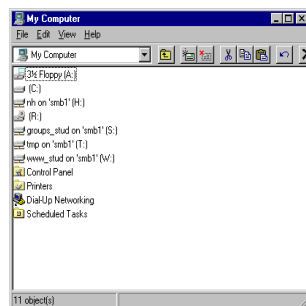 My Computer
File Edit View Help
My Computer
3½ Floppy (A:)
(C:)
nh on 'smb1' (H:)
(R:)
groups_stud on 'smb1' (S:)
tmp on 'smb1' (T:)
www_stud on 'smb1' (W:)
Control Panel
Printers
Dial-Up Networking
Scheduled Tasks
11 object(s)